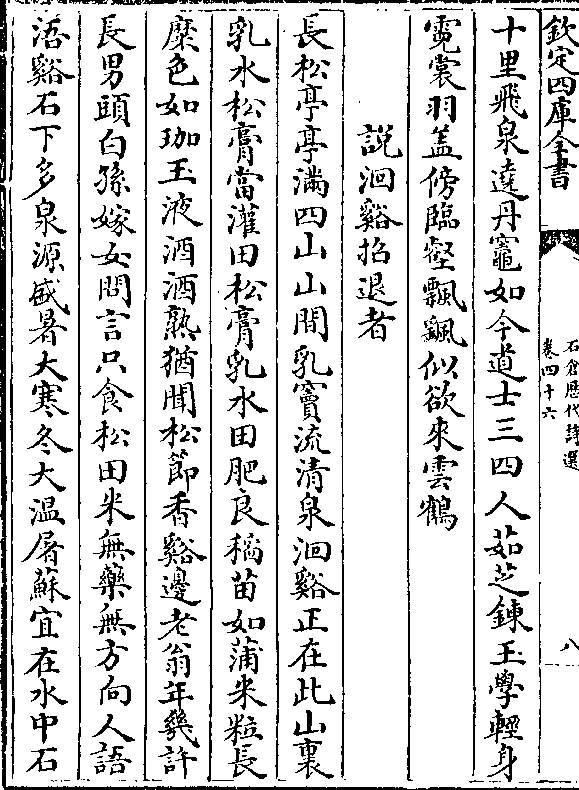 欽定四庫全書
石倉歷代詩選
卷四十六
八
十里飛泉遶丹竈如今道士三四人茹芝鍊玉學輕身
霓裳羽盖傍臨壑飄飄似欲來雲鶴
說洄谿招退者
長松亭亭滿四山山間乳竇流清泉洄谿正在此山裏
乳水松膏當灌田松膏乳水田肥良稻苗如蒲米粒長
糜色如珈玉液酒酒熟猶聞松節香谿邊老翁年幾許
長男頭白孫嫁女問言只食松田米無藥無方向人語
浯谿石下多泉源盛暑大寒冬大温屠蘇宜在水中石